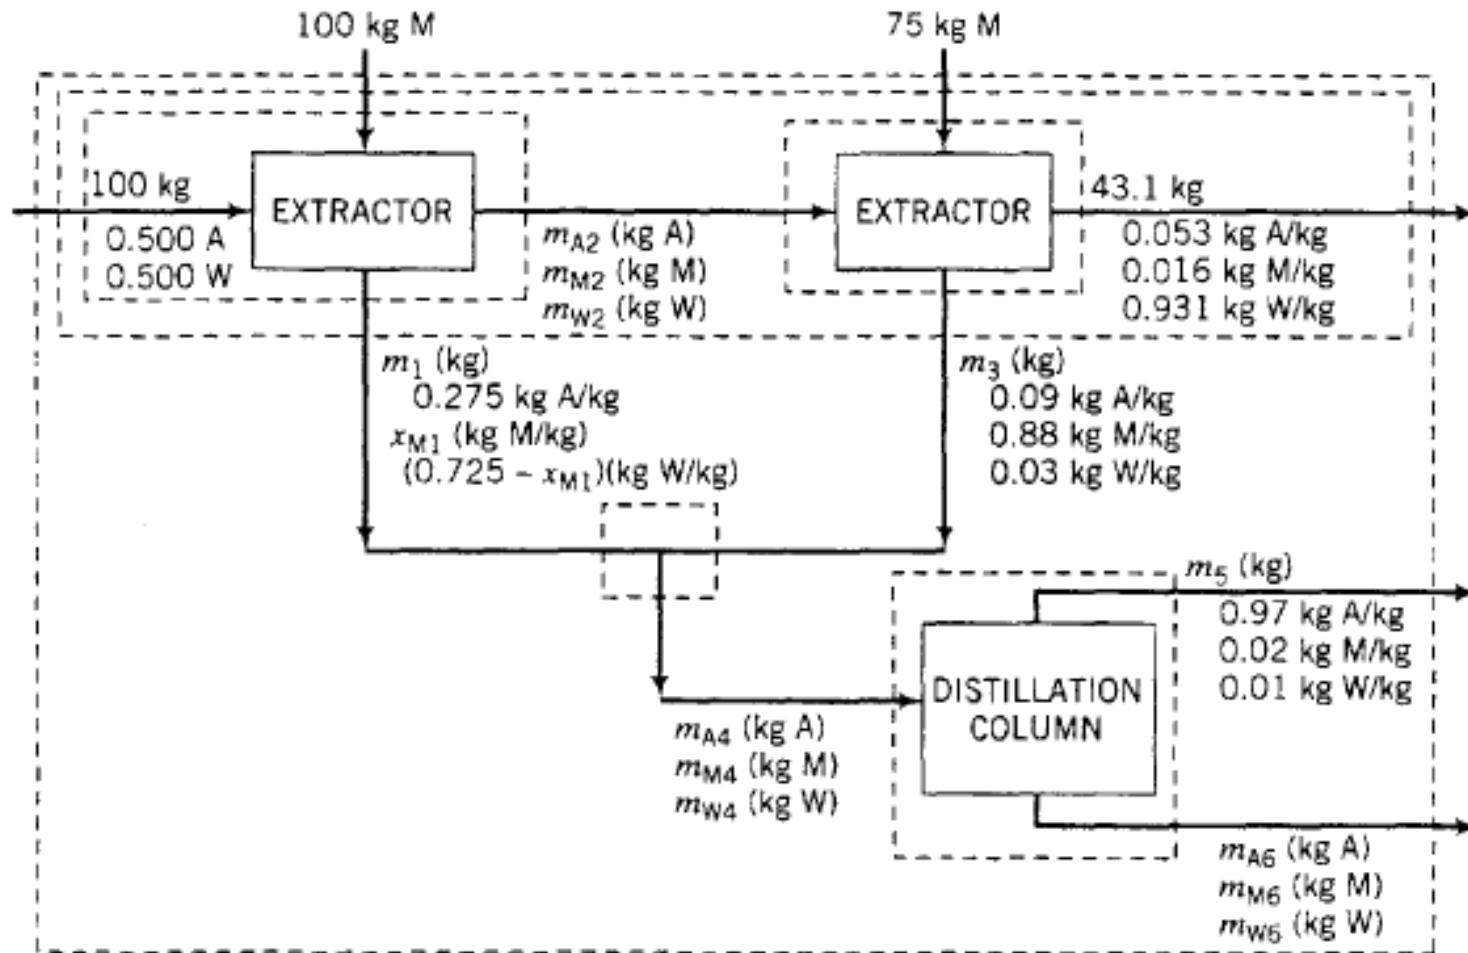 100 kg M
75 kg M
100 kg
0.500 A
0.500 W
EXTRACTOR
m_A2 (kg A)
m_M2 (kg M)
m_W2 (kg W)
EXTRACTOR
43.1 kg
0.053 kg A/kg
0.016 kg M/kg
0.931 kg W/kg
m_1 (kg)
0.275 kg A/kg
x_M1 (kg M/kg)
(0.725 – x_M1)(kg W/kg)
m_3 (kg)
0.09 kg A/kg
0.88 kg M/kg
0.03 kg W/kg
m_A4 (kg A)
m_M4 (kg M)
m_W4 (kg W)
DISTILLATION
COLUMN
m_5 (kg)
0.97 kg A/kg
0.02 kg M/kg
0.01 kg W/kg
m_A6 (kg A)
m_M6 (kg M)
m_W6 (kg W)